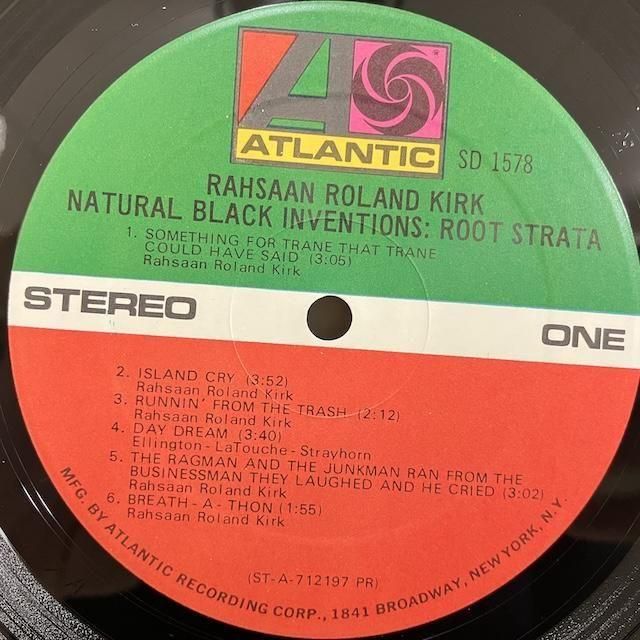 ATLANTIC
SD 1578
RAHSAAN ROLAND KIRK
NATURAL BLACK INVENTIONS: ROOT STRATA
1. SOMETHING FOR TRANE THAT TRANE
COULD HAVE SAID (3:05)
Rahsaan Roland Kirk
STEREO
ONE
2. ISLAND CRY (3:52)
Rahsaan Roland Kirk
3. RUNNIN' FROM THE TRASH (2:12)
Rahsaan Roland Kirk
4. DAY DREAM (3:40)
Ellington-LaTouche-Strayhorn
5. THE RAGMAN AND THE JUNKMAN RAN FROM THE
BUSINESSMAN THEY LAUGHED AND HE CRIED (3:02)
Rahsaan Roland Kirk
6. BREATH-A-THON (1:55)
Rahsaan Roland Kirk
(ST-A-712197 PR)
MFG. BY ATLANTIC RECORDING CORP., 1841 BROADWAY, NEW YORK, N.Y.